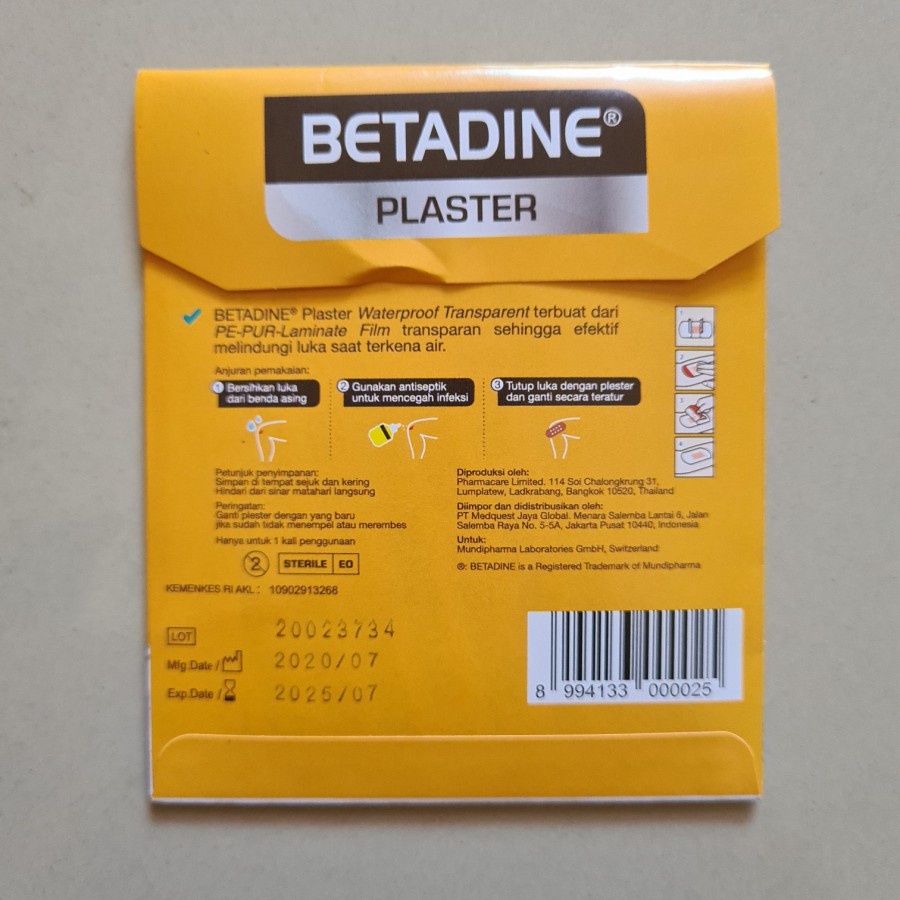 BETADINE®
PLASTER
BETADINE® Plaster Waterproof Transparent terbuat dari
PE-PUR-Laminate Film transparan sehingga efektif
melindungi luka saat terkena air.
Anjuran pemakaian:
1 Bersihkan luka
dari benda asing
2 Gunakan antiseptik
untuk mencegah infeksi
3 Tutup luka dengan plester
dan ganti secara teratur
1
2
3
4
Petunjuk penyimpanan:
Simpan di tempat sejuk dan kering
Hindari dari sinar matahari langsung
Peringatan:
Ganti plester dengan yang baru
jika sudah tidak menempel atau merembes
Hanya untuk 1 kali penggunaan
2 STERILE EO
KEMENKES RI AKL : 10902913268
Diproduksi oleh:
Pharmacare Limited. 114 Soi Chalongkrung 31,
Lumplatew, Ladkrabang, Bangkok 10520, Thailand
Diimpor dan didistribusikan oleh:
PT Medquest Jaya Global. Menara Salemba Lantai 6, Jalan
Salemba Raya No. 5-5A, Jakarta Pusat 10440, Indonesia
Untuk:
Mundipharma Laboratories GmbH, Switzerland
®: BETADINE is a Registered Trademark of Mundipharma
LOT 20023734
Mfg.Date / 2020/07
Exp.Date / 2025/07
8 994133 000025